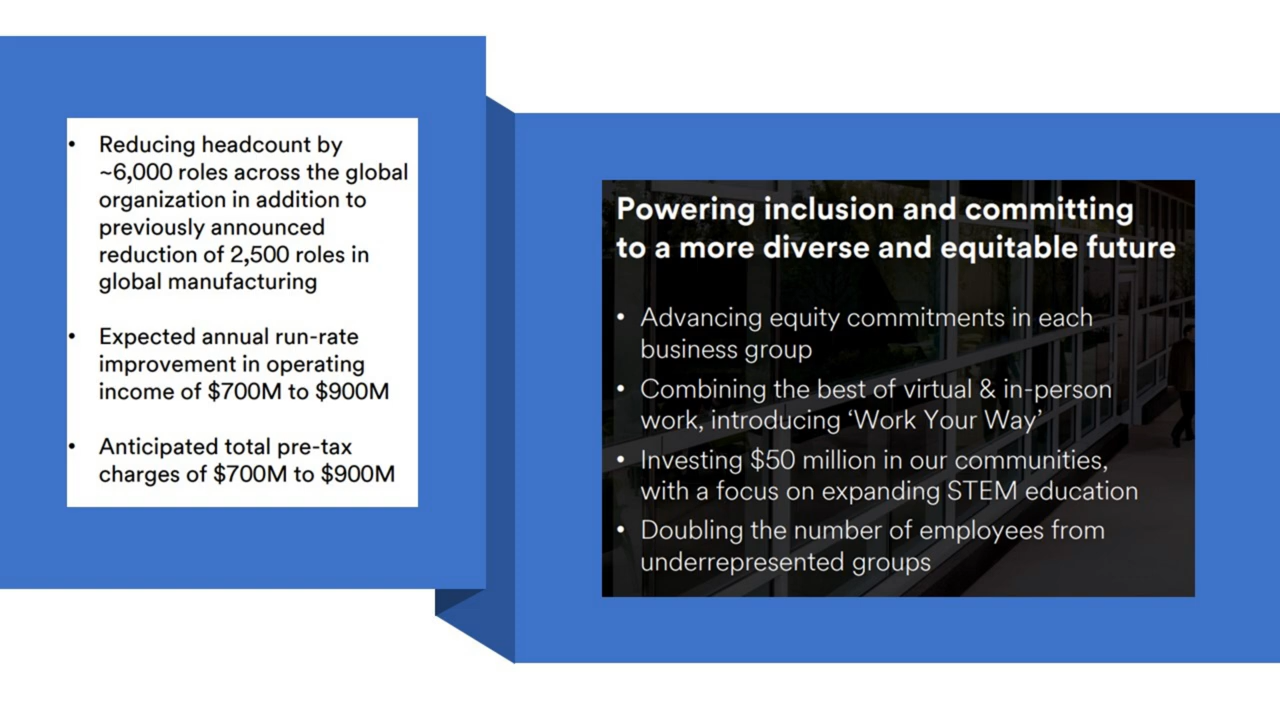 • Reducing headcount by
~6,000 roles across the global
organization in addition to
previously announced
reduction of 2,500 roles in
global manufacturing
• Expected annual run-rate
improvement in operating
income of $700M to $900M
• Anticipated total pre-tax
charges of $700M to $900M
Powering inclusion and committing
to a more diverse and equitable future
• Advancing equity commitments in each
business group
• Combining the best of virtual & in-person
work, introducing ‘Work Your Way’
• Investing $50 million in our communities,
with a focus on expanding STEM education
• Doubling the number of employees from
underrepresented groups